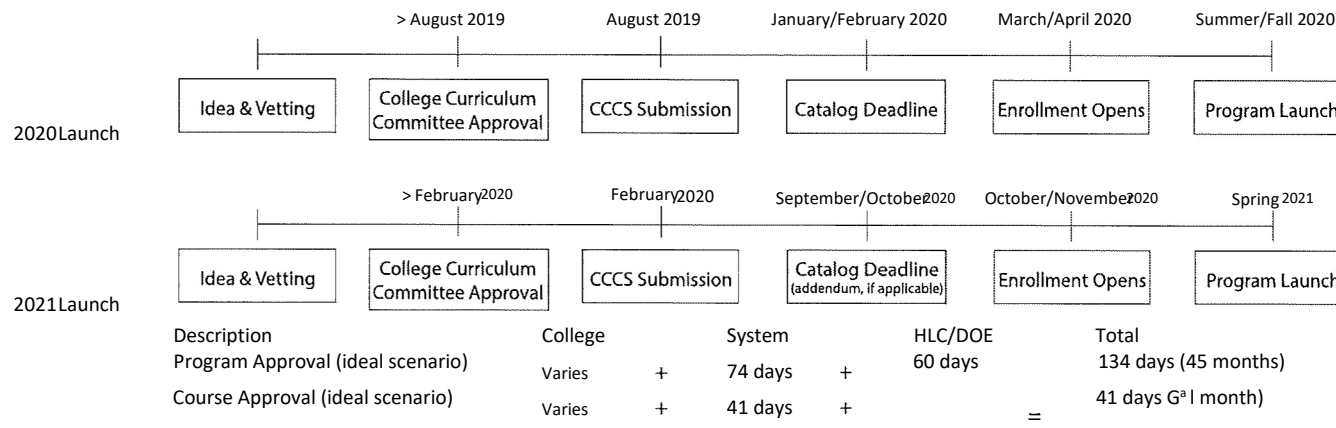 > August 2019 August 2019 January/February 2020 March/April 2020 Summer/Fall 2020
Idea & Vetting College Curriculum Committee Approval CCCS Submission Catalog Deadline Enrollment Opens Program Launch
2020Launch
> February2020 February2020 September/October2020 October/November2020 Spring 2021
Idea & Vetting College Curriculum Committee Approval CCCS Submission Catalog Deadline (addendum, if applicable) Enrollment Opens Program Launch
2021Launch
Description College System HLC/DOE Total
Program Approval (ideal scenario) Varies + 74 days + 60 days 134 days (45 months)
Course Approval (ideal scenario) Varies + 41 days + = 41 days Gª l month)